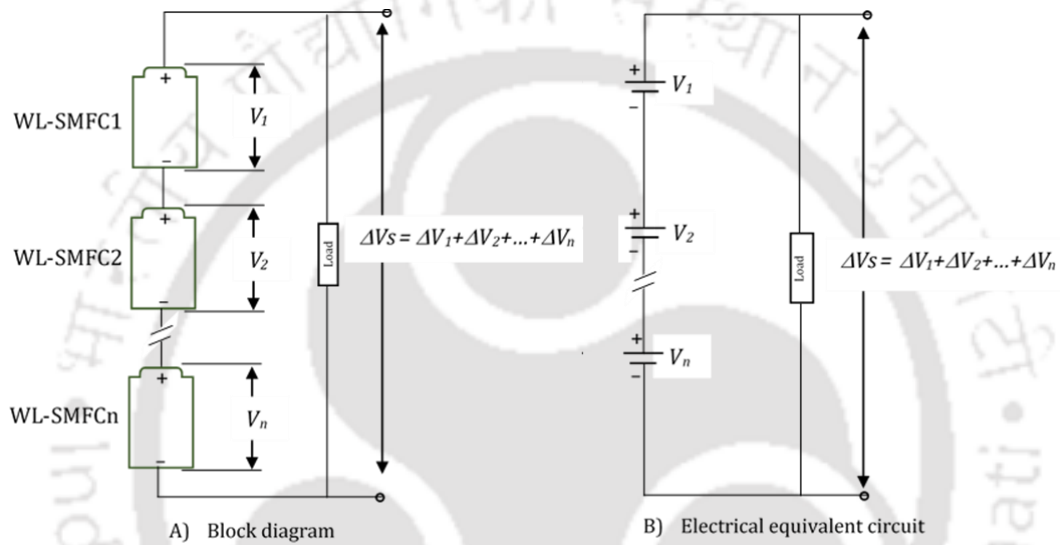 WL-SMFC1
+
−
V1
WL-SMFC2
+
−
V2
WL-SMFCn
+
−
Vn
Load
ΔVs = ΔV1+ΔV2+...+ΔVn
A) Block diagram
+
−
V1
+
−
V2
+
−
Vn
Load
ΔVs = ΔV1+ΔV2+...+ΔVn
B) Electrical equivalent circuit